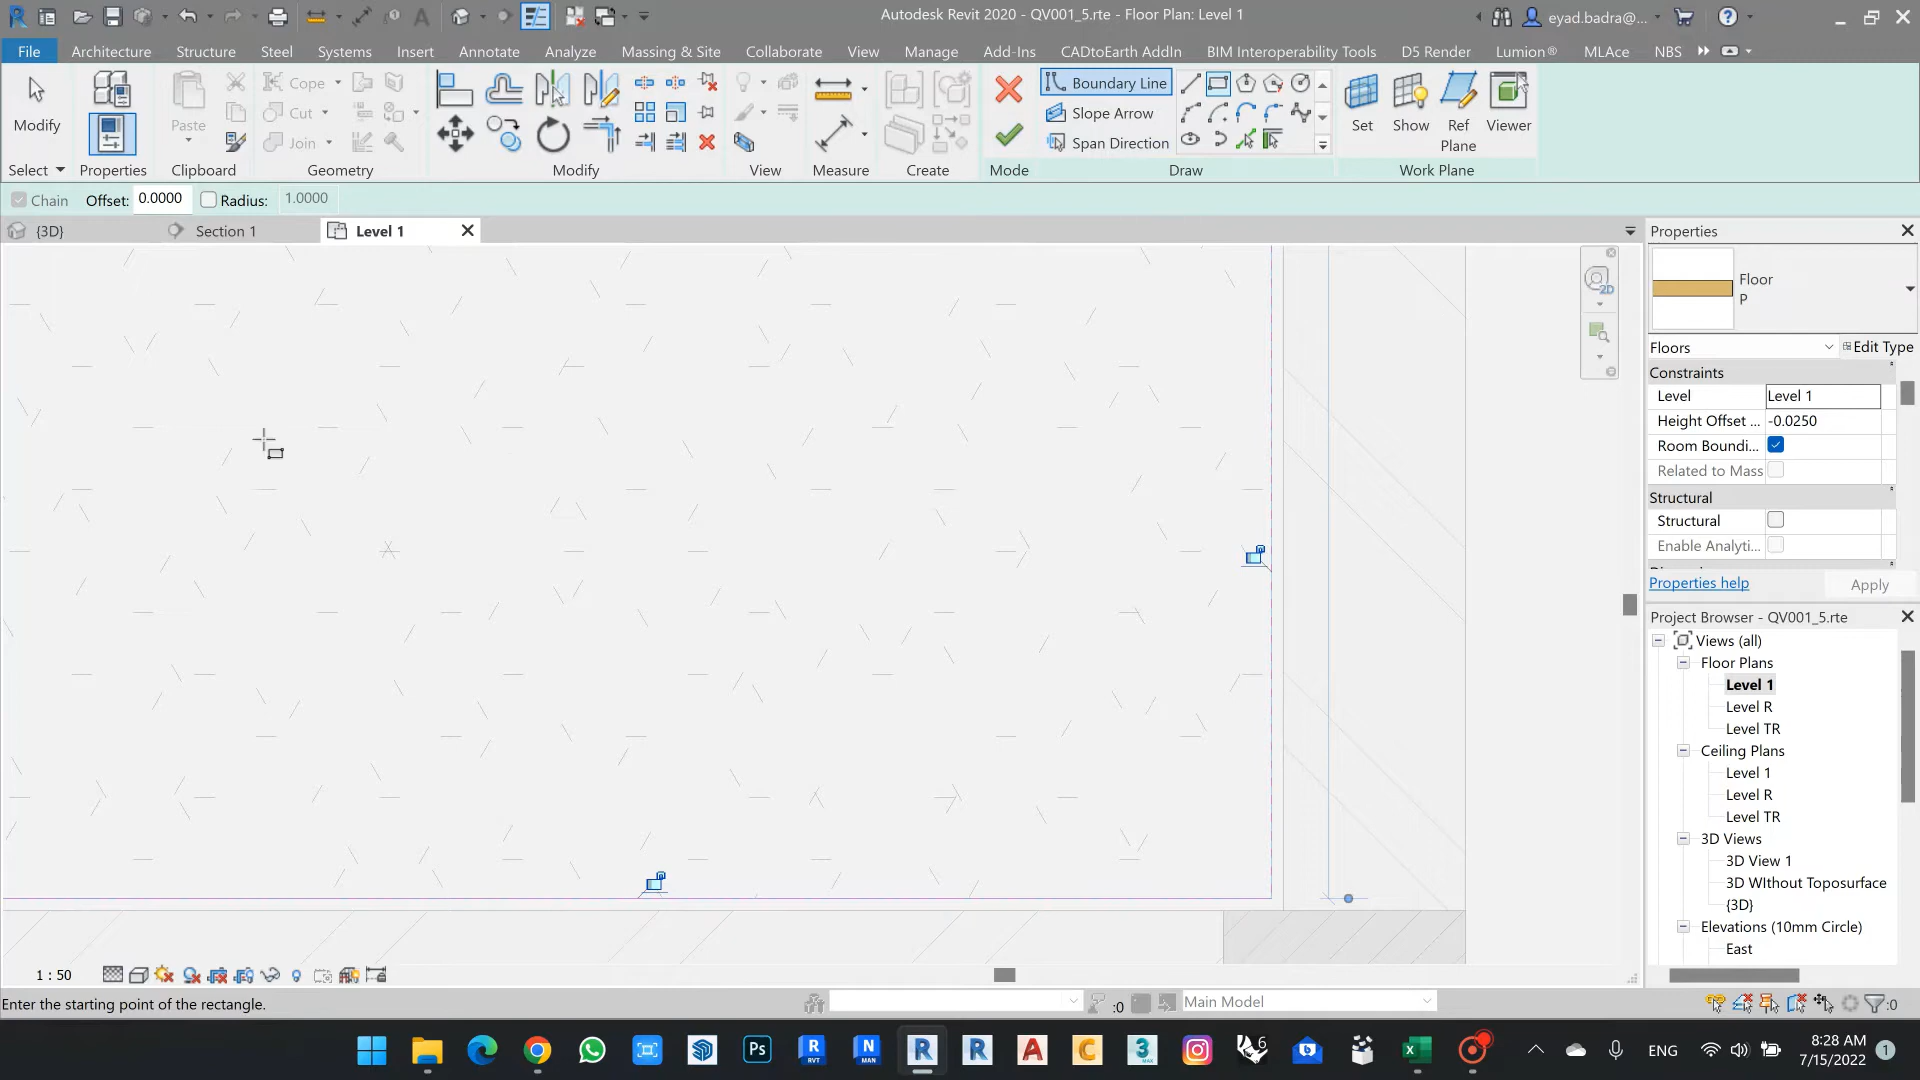 Autodesk Revit 2020 - QV001_5.rte - Floor Plan: Level 1
eyad.badra@...
File Architecture Structure Steel Systems Insert Annotate Analyze Massing & Site Collaborate View Manage Add-Ins CADtoEarth AddIn BIM Interoperability Tools D5 Render Lumion® MLAce NBS
Modify
Paste
Cope
Cut
Join
Boundary Line
Slope Arrow
Span Direction
Set Show Ref Plane Viewer
Select Properties Clipboard Geometry Modify View Measure Create Mode Draw Work Plane
Chain Offset: 0.0000 Radius: 1.0000
{3D} Section 1 Level 1
2D
Properties
Floor
P
Floors Edit Type
Constraints
Level Level 1
Height Offset ... -0.0250
Room Boundi...
Related to Mass
Structural
Structural
Enable Analyti...
Properties help Apply
Project Browser - QV001_5.rte
Views (all)
Floor Plans
Level 1
Level R
Level TR
Ceiling Plans
Level 1
Level R
Level TR
3D Views
3D View 1
3D WIthout Toposurface
{3D}
Elevations (10mm Circle)
East
1 : 50
Enter the starting point of the rectangle.
:0
Main Model
:0
Ps
RVT
MAN
ENG
8:28 AM
7/15/2022
1